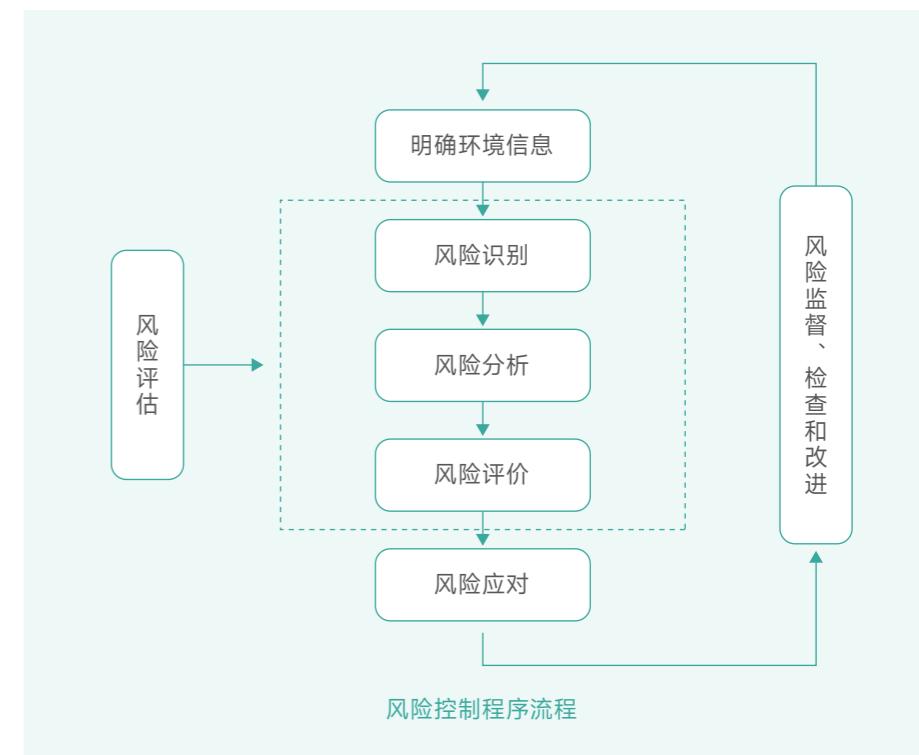 明确环境信息
风险识别
风险评估
风险分析
风险评价
风险应对
风险监督、检查和改进
风险控制程序流程